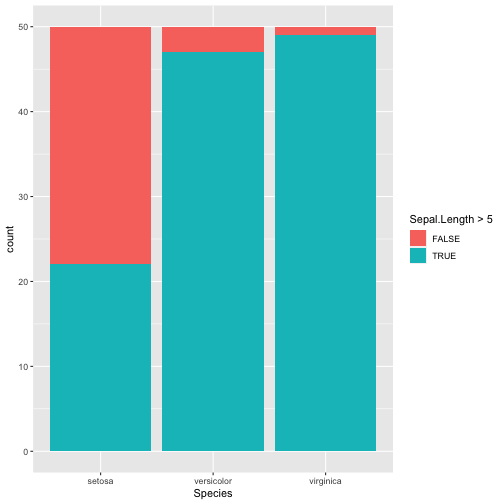 50
40
30
20
10
0
count
setosa versicolor virginica
Species
Sepal.Length > 5
FALSE
TRUE